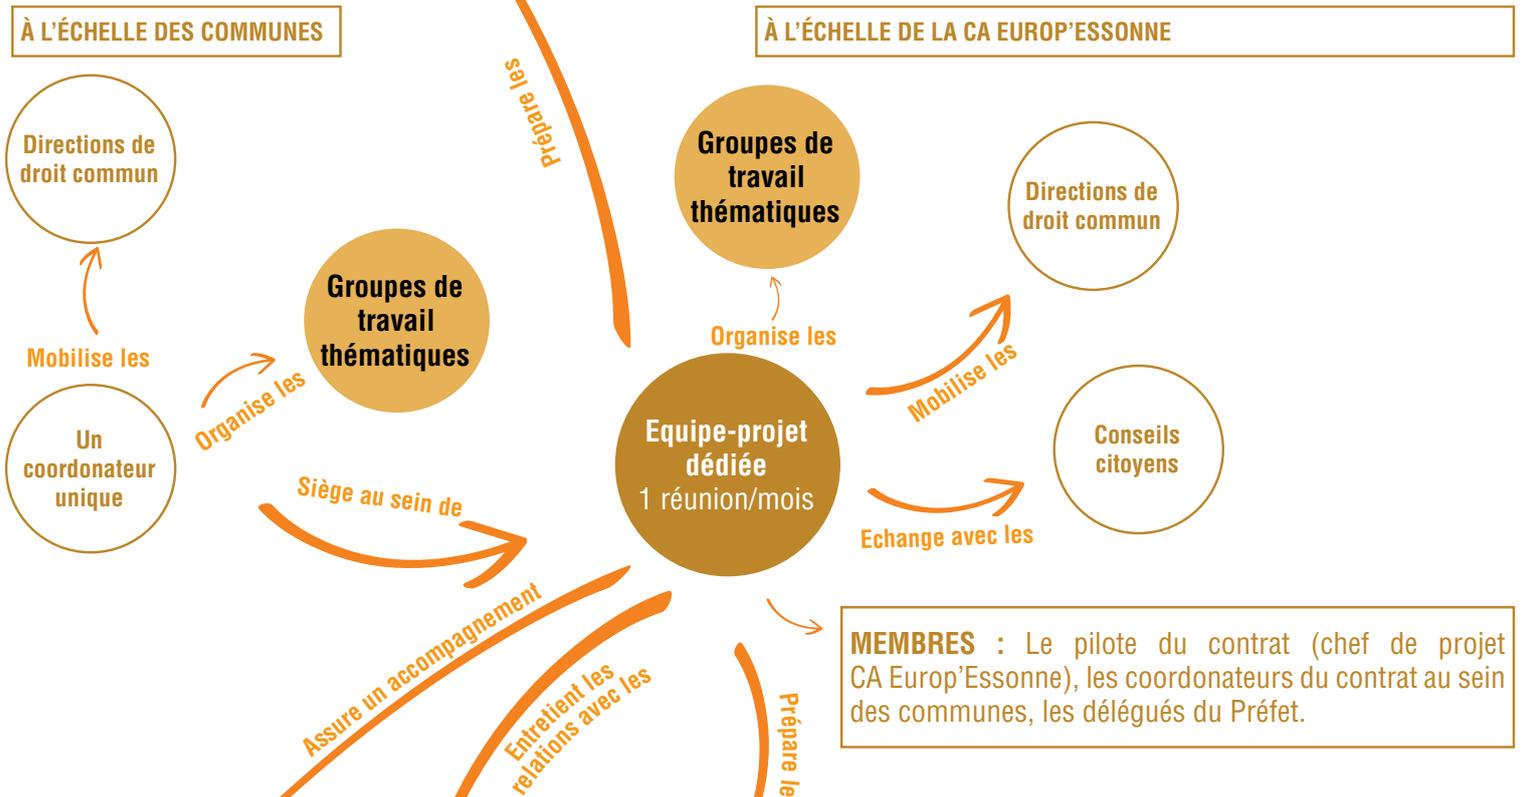 À L'ÉCHELLE DES COMMUNES
À L'ÉCHELLE DE LA CA EUROP'ESSONNE
Directions de
droit commun
Mobilise les
Un
coordonateur
unique
Organise les
Groupes de
travail
thématiques
Siège au sein de
Prépare les
Groupes de
travail
thématiques
Organise les
Equipe-projet
dédiée
1 réunion/mois
Directions de
droit commun
Mobilise les
Conseils
citoyens
Echange avec les
MEMBRES : Le pilote du contrat (chef de projet
CA Europ'Essonne), les coordonateurs du contrat au sein
des communes, les délégués du Préfet.
Assure un accompagnement
Entretient les
relations avec les
Prépare le